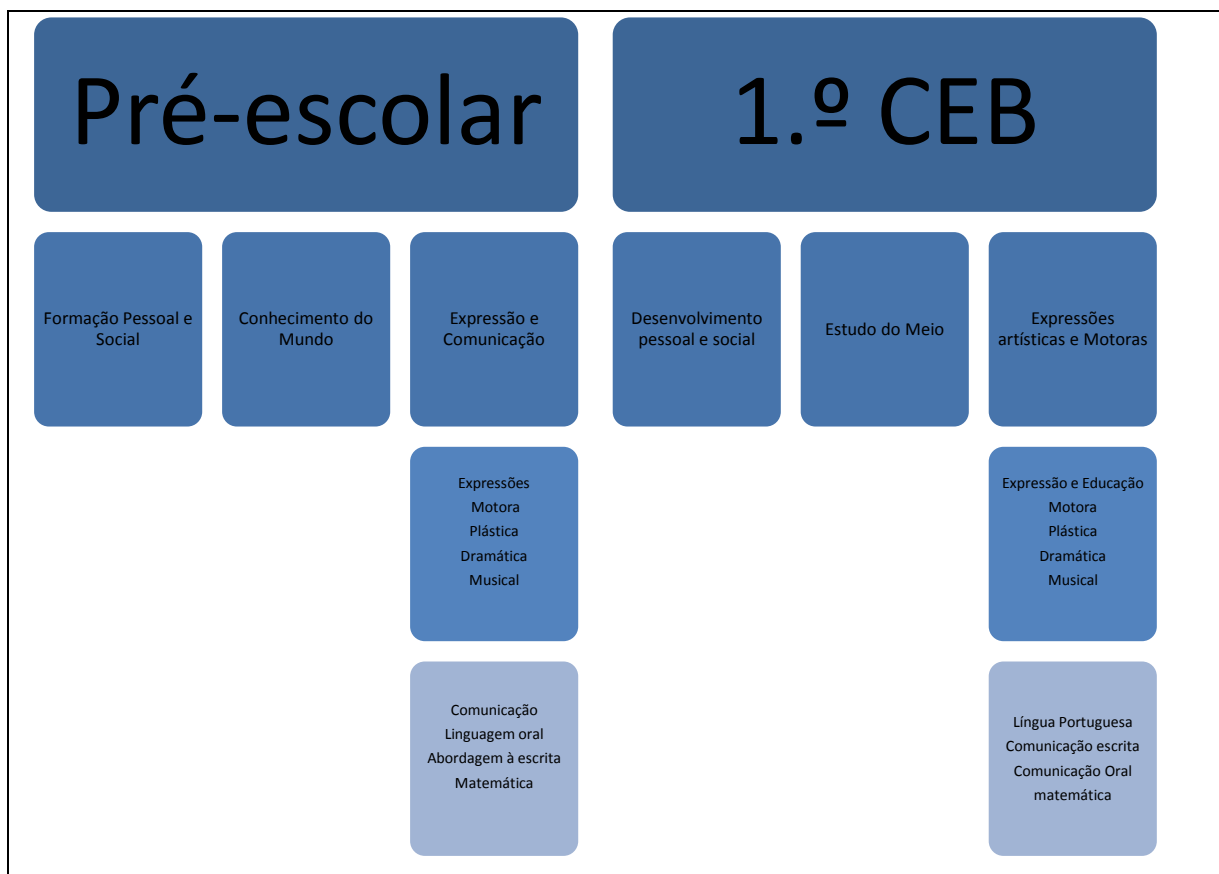 Pré-escolar
1.º CEB
Formação Pessoal e
Social
Conhecimento do
Mundo
Expressão e
Comunicação
Desenvolvimento
pessoal e social
Estudo do Meio
Expressões
artísticas e Motoras
Expressões
Motora
Plástica
Dramática
Musical
Expressão e Educação
Motora
Plástica
Dramática
Musical
Comunicação
Linguagem oral
Abordagem à escrita
Matemática
Língua Portuguesa
Comunicação escrita
Comunicação Oral
matemática